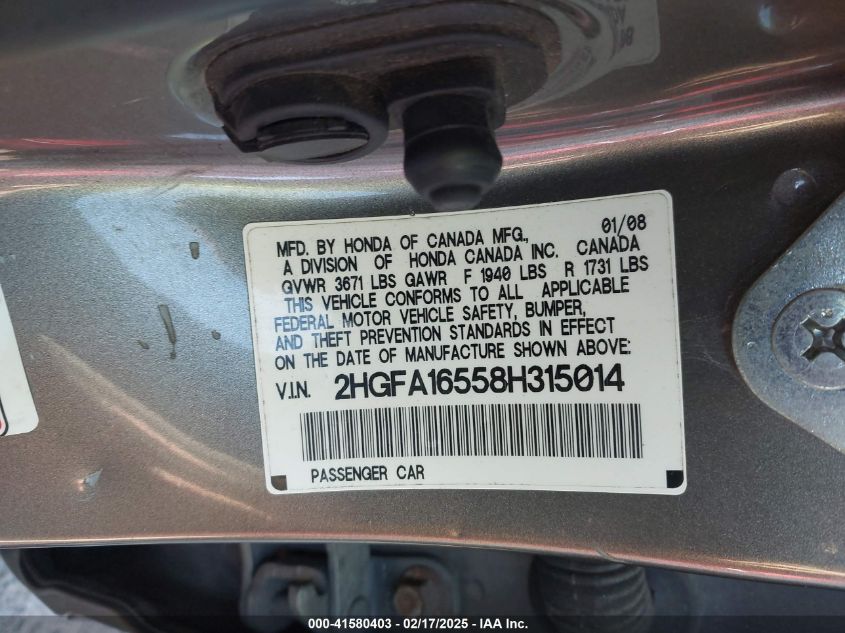 MFD. BY HONDA OF CANADA MFG., 01/08
A DIVISION OF HONDA CANADA INC. CANADA
GVWR 3671 LBS GAWR F 1940 LBS R 1731 LBS
THIS VEHICLE CONFORMS TO ALL APPLICABLE
FEDERAL MOTOR VEHICLE SAFETY, BUMPER,
AND THEFT PREVENTION STANDARDS IN EFFECT
ON THE DATE OF MANUFACTURE SHOWN ABOVE:
V.I.N. 2HGFA16558H315014
PASSENGER CAR
000-41580403 — 02/17/2025 — IAA Inc.